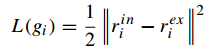 L(g_i) = \frac{1}{2} \left\| r_i^{in} - r_i^{ex} \right\|^2